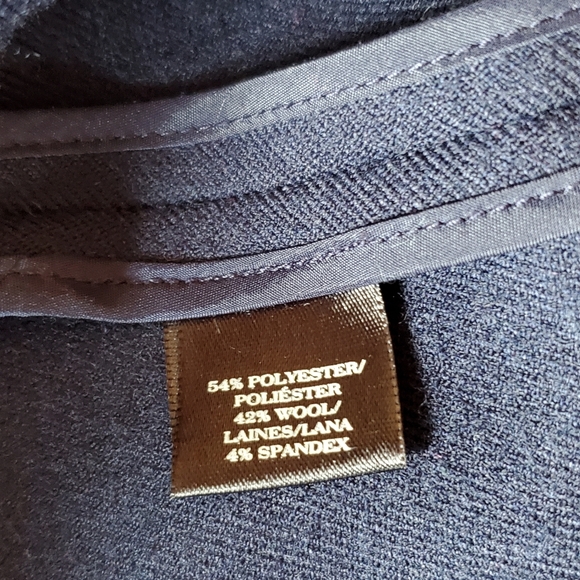 54% POLYESTER/
POLIÉSTER
42% WOOL/
LAINES/LANA
4% SPANDEX